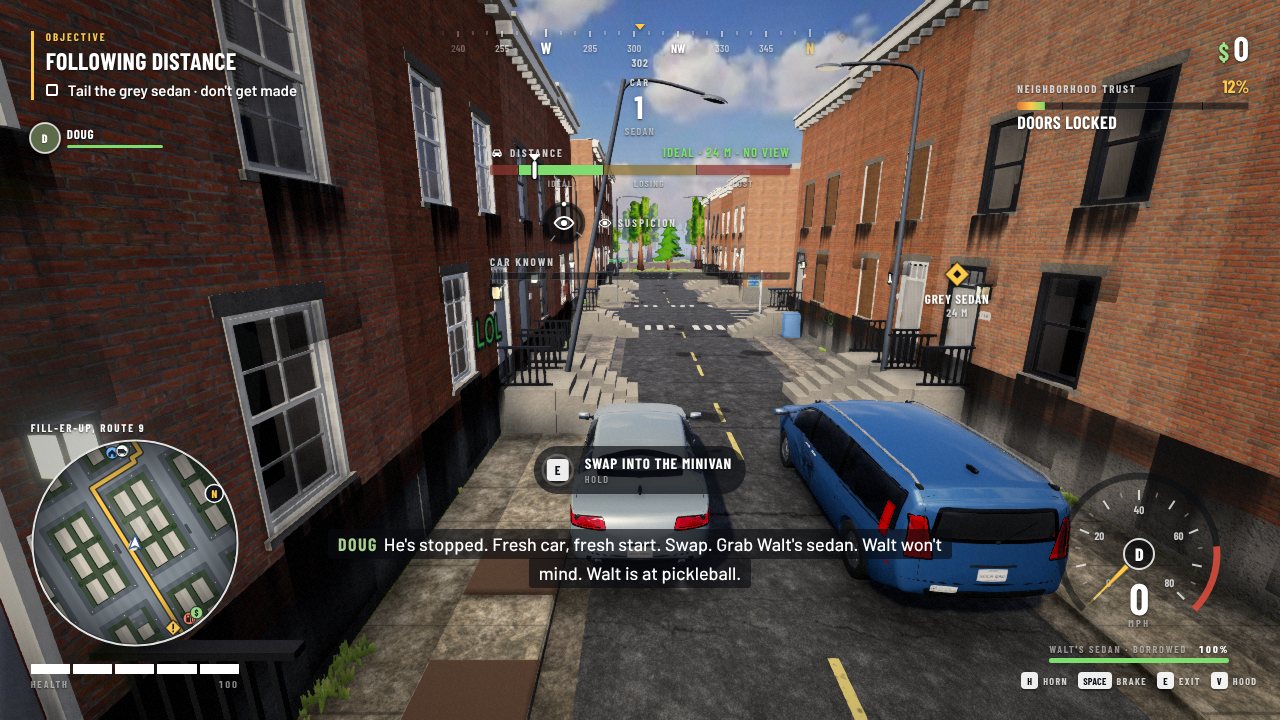 OBJECTIVE
FOLLOWING DISTANCE
Tail the grey sedan · don't get made
D DOUG
240 255 W 285 300 NW 330 345 N
302
CAR
1
SEDAN
DISTANCE IDEAL · 24 M · NO VIEW
IDEAL LOSING LOST
SUSPICION
CAR KNOWN
$0
NEIGHBORHOOD TRUST 12%
DOORS LOCKED
GREY SEDAN
24 M
LOL
FILL-ER-UP, ROUTE 9
N
E SWAP INTO THE MINIVAN
HOLD
DOUG He's stopped. Fresh car, fresh start. Swap. Grab Walt's sedan. Walt won't
mind. Walt is at pickleball.
0 20 40 60 80
D
0
MPH
WALT'S SEDAN · BORROWED 100%
H HORN SPACE BRAKE E EXIT V HOOD
HEALTH 100